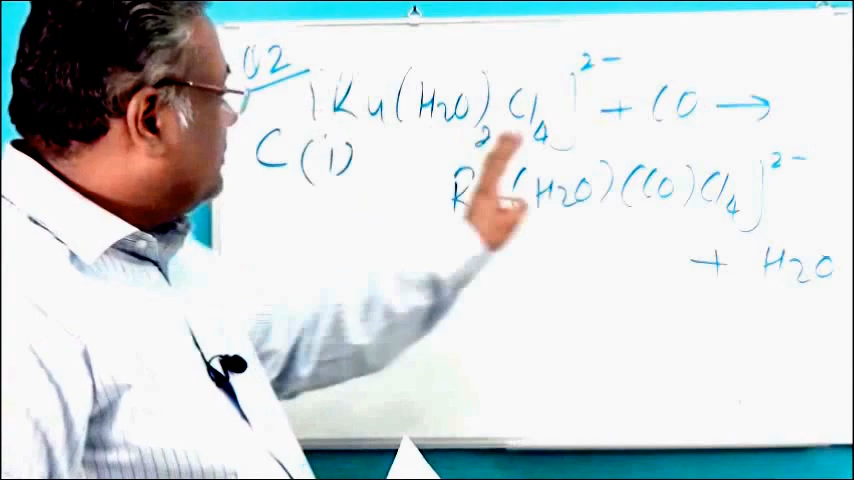 Q2 [Ru(H2O)2Cl4]2- + CO →
C(i)
R (H2O)(CO)Cl4]2-
+ H2O